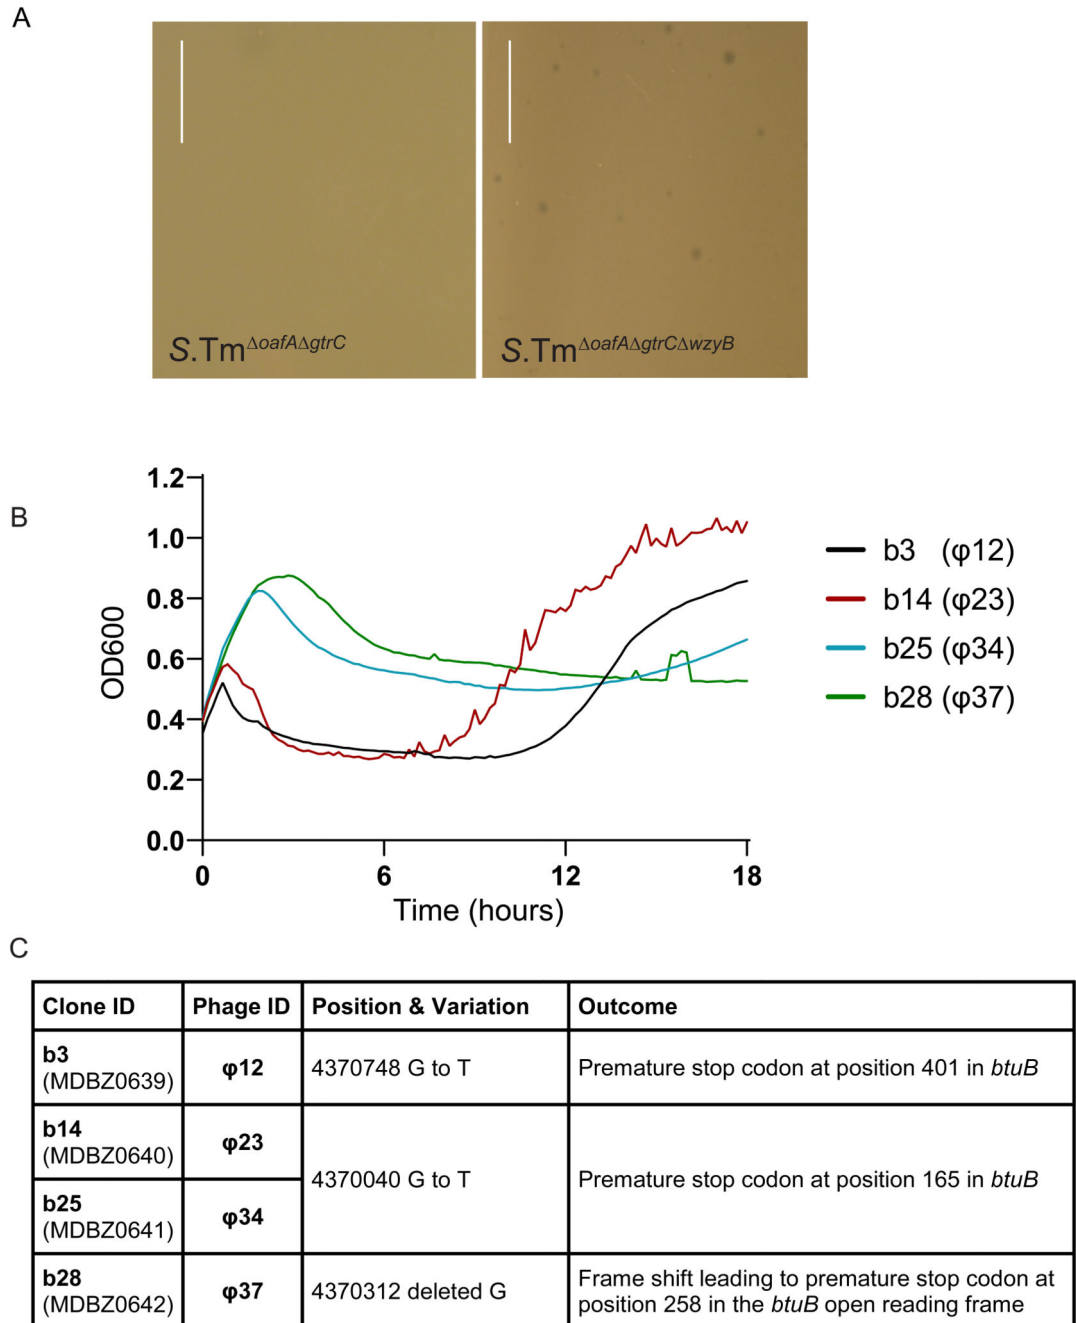 A
S.Tm^ΔoafAΔgtrC
S.Tm^ΔoafAΔgtrCΔwzyB
B
1.2
1.0
0.8
0.6
0.4
0.2
0.0
OD600
0
6
12
18
Time (hours)
b3 (φ12)
b14 (φ23)
b25 (φ34)
b28 (φ37)
C
Clone ID Phage ID Position & Variation Outcome
b3
(MDBZ0639)
φ12
4370748 G to T
Premature stop codon at position 401 in btuB
b14
(MDBZ0640)
φ23
4370040 G to T
Premature stop codon at position 165 in btuB
b25
(MDBZ0641)
φ34
b28
(MDBZ0642)
φ37
4370312 deleted G
Frame shift leading to premature stop codon at
position 258 in the btuB open reading frame